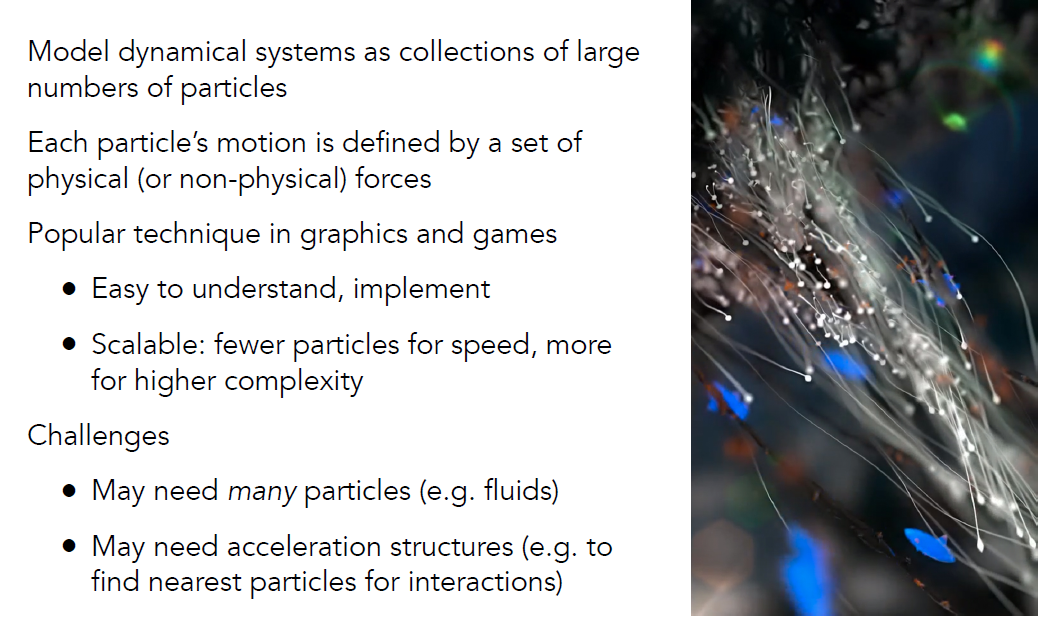 Model dynamical systems as collections of large
numbers of particles
Each particle’s motion is defined by a set of
physical (or non-physical) forces
Popular technique in graphics and games
● Easy to understand, implement
● Scalable: fewer particles for speed, more
for higher complexity
Challenges
● May need many particles (e.g. fluids)
● May need acceleration structures (e.g. to
find nearest particles for interactions)